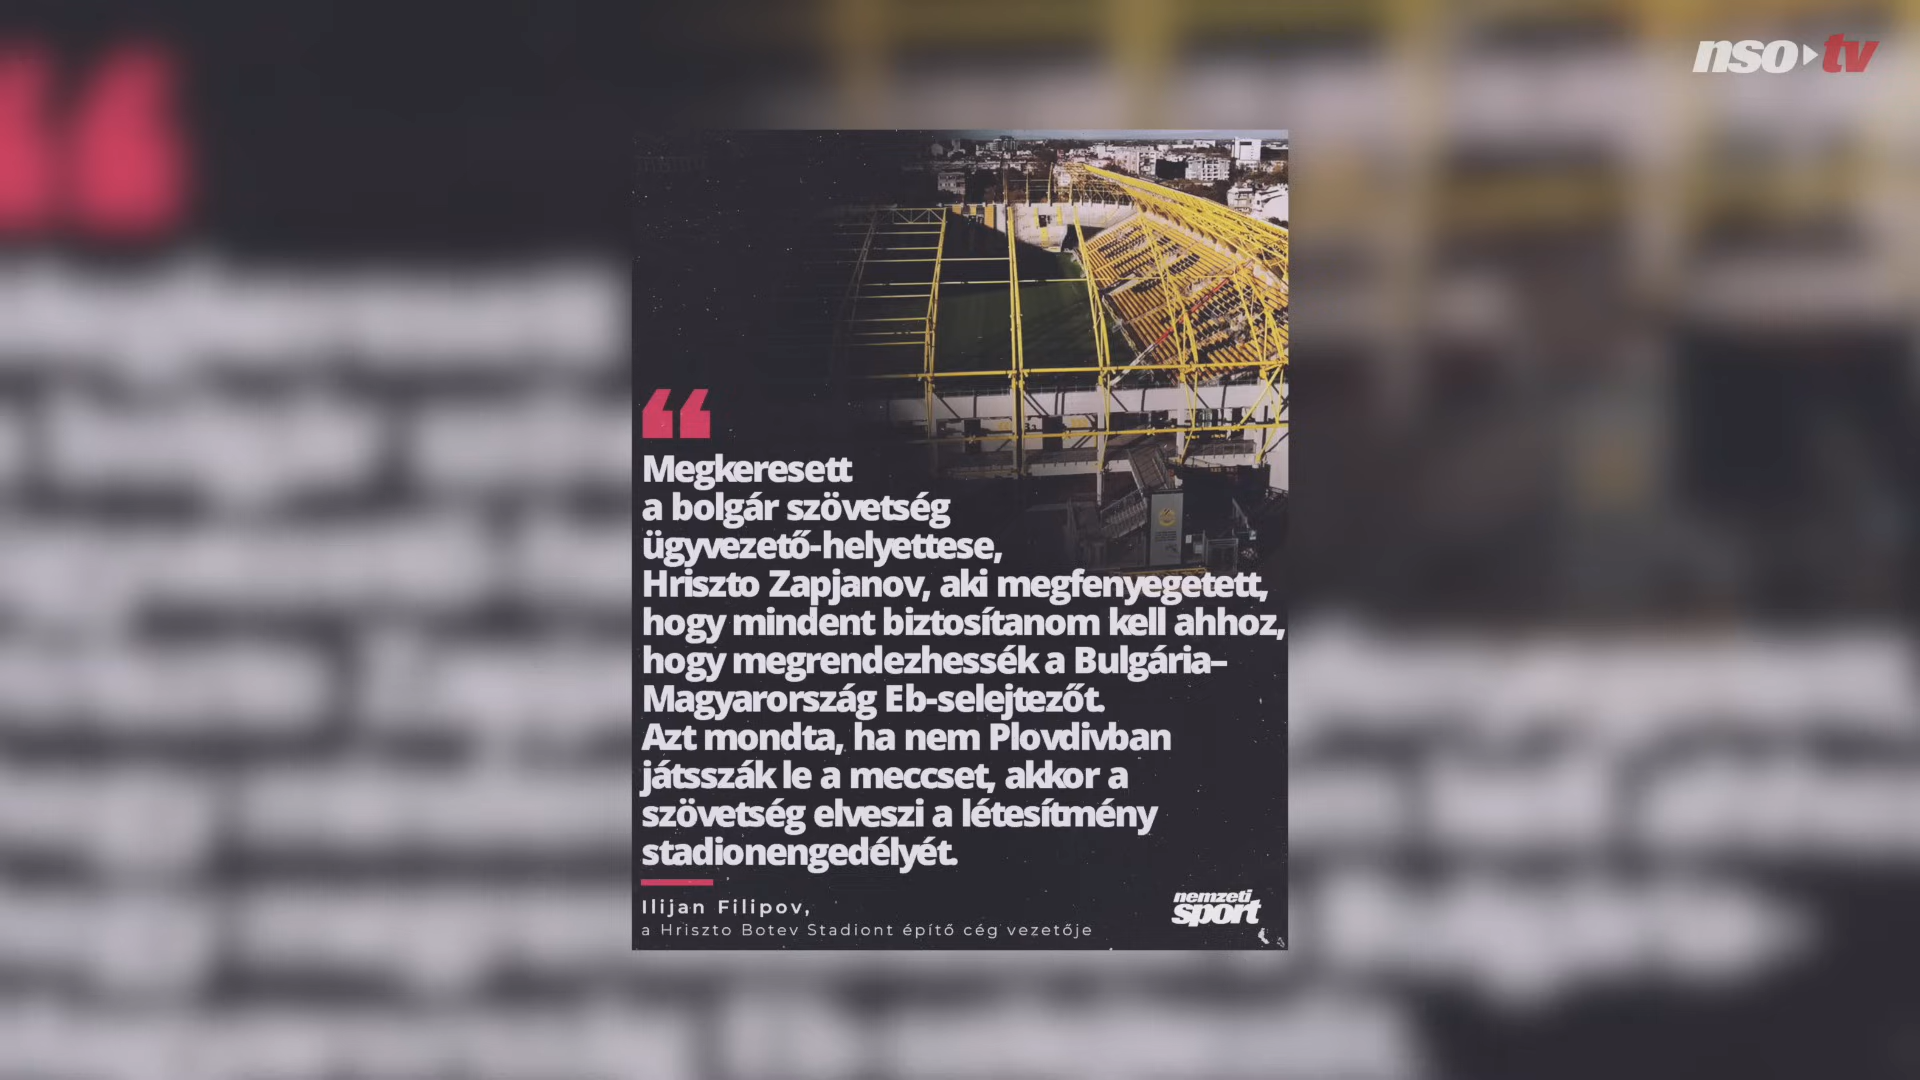 nso tv
Megkeresett
a bolgár szövetség
ügyvezető-helyettese,
Hriszto Zapjanov, aki megfenyegetett,
hogy mindent biztosítanom kell ahhoz,
hogy megrendezhessék a Bulgária–
Magyarország Eb-selejtezőt.
Azt mondta, ha nem Plovdivban
játsszák le a meccset, akkor a
szövetség elveszi a létesítmény
stadionengedélyét.
Ilijan Filipov,
a Hriszto Botev Stadiont építő cég vezetője
nemzeti
sport